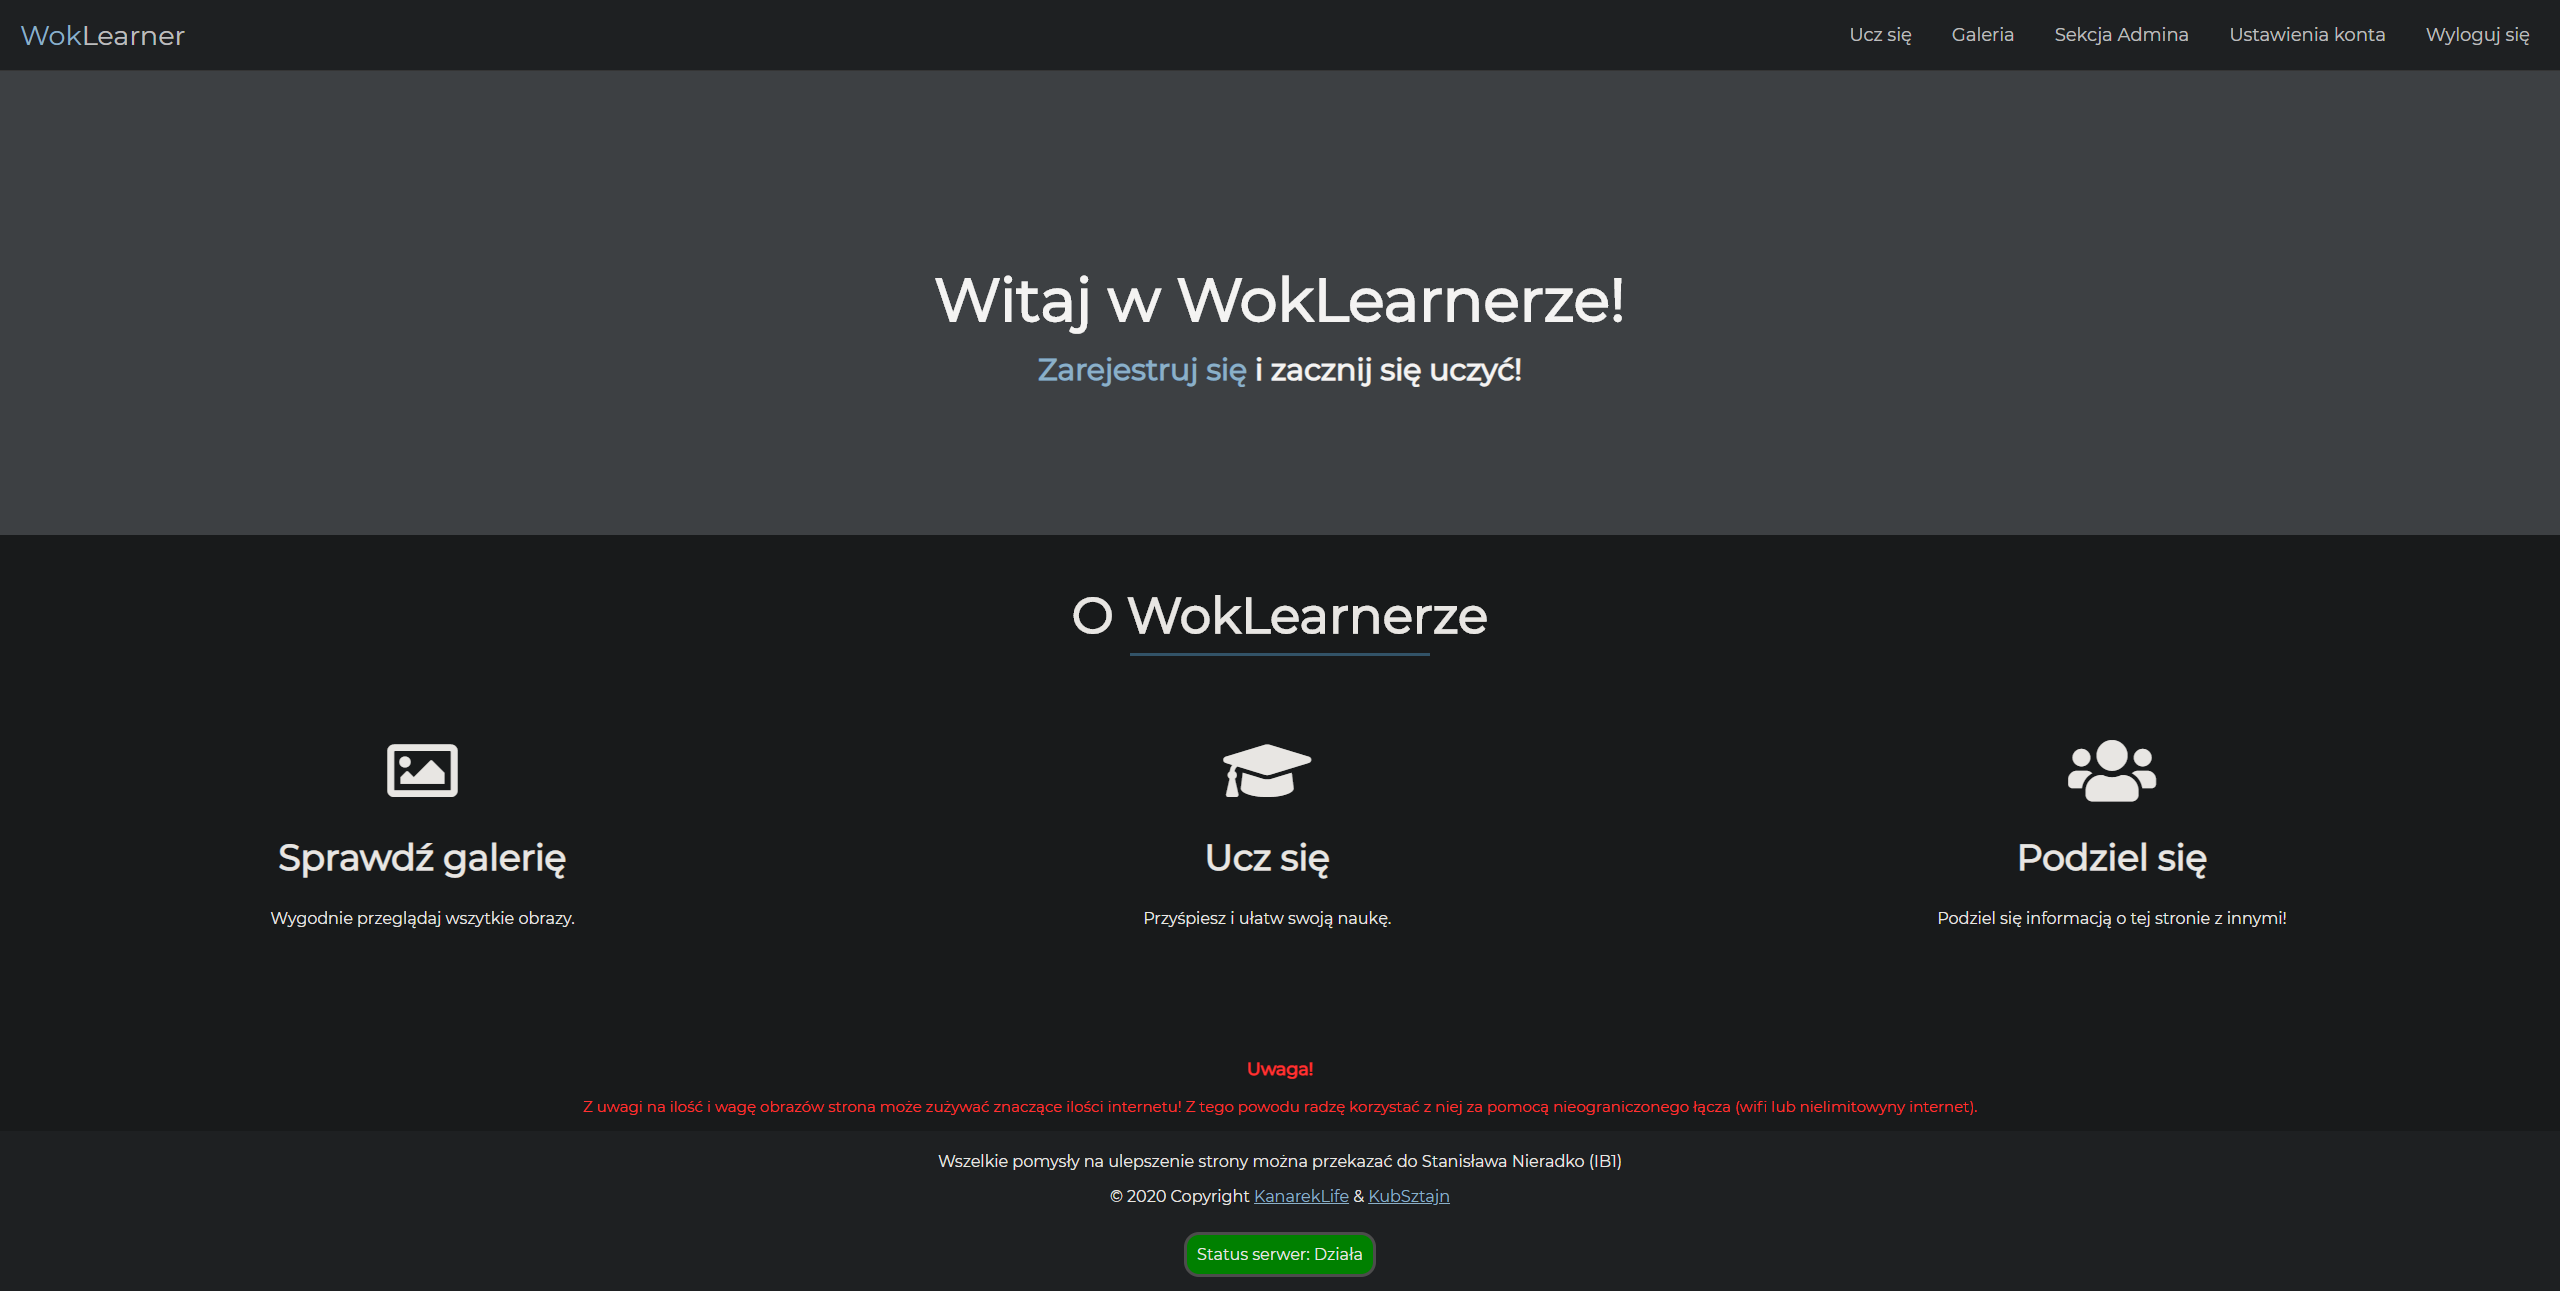 WokLearner
Ucz się
Galeria
Sekcja Admina
Ustawienia konta
Wyloguj się
Witaj w WokLearnerze!
Zarejestruj się i zacznij się uczyć!
O WokLearnerze
Sprawdź galerię
Wygodnie przeglądaj wszytkie obrazy.
Ucz się
Przyśpiesz i ułatw swoją naukę.
Podziel się
Podziel się informacją o tej stronie z innymi!
Uwaga!
Z uwagi na ilość i wagę obrazów strona może zużywać znaczące ilości internetu! Z tego powodu radzę korzystać z niej za pomocą nieograniczonego łącza (wifi lub nielimitowyny internet).
Wszelkie pomysły na ulepszenie strony można przekazać do Stanisława Nieradko (IB1)
© 2020 Copyright KanarekLife & KubSztajn
Status serwer: Działa